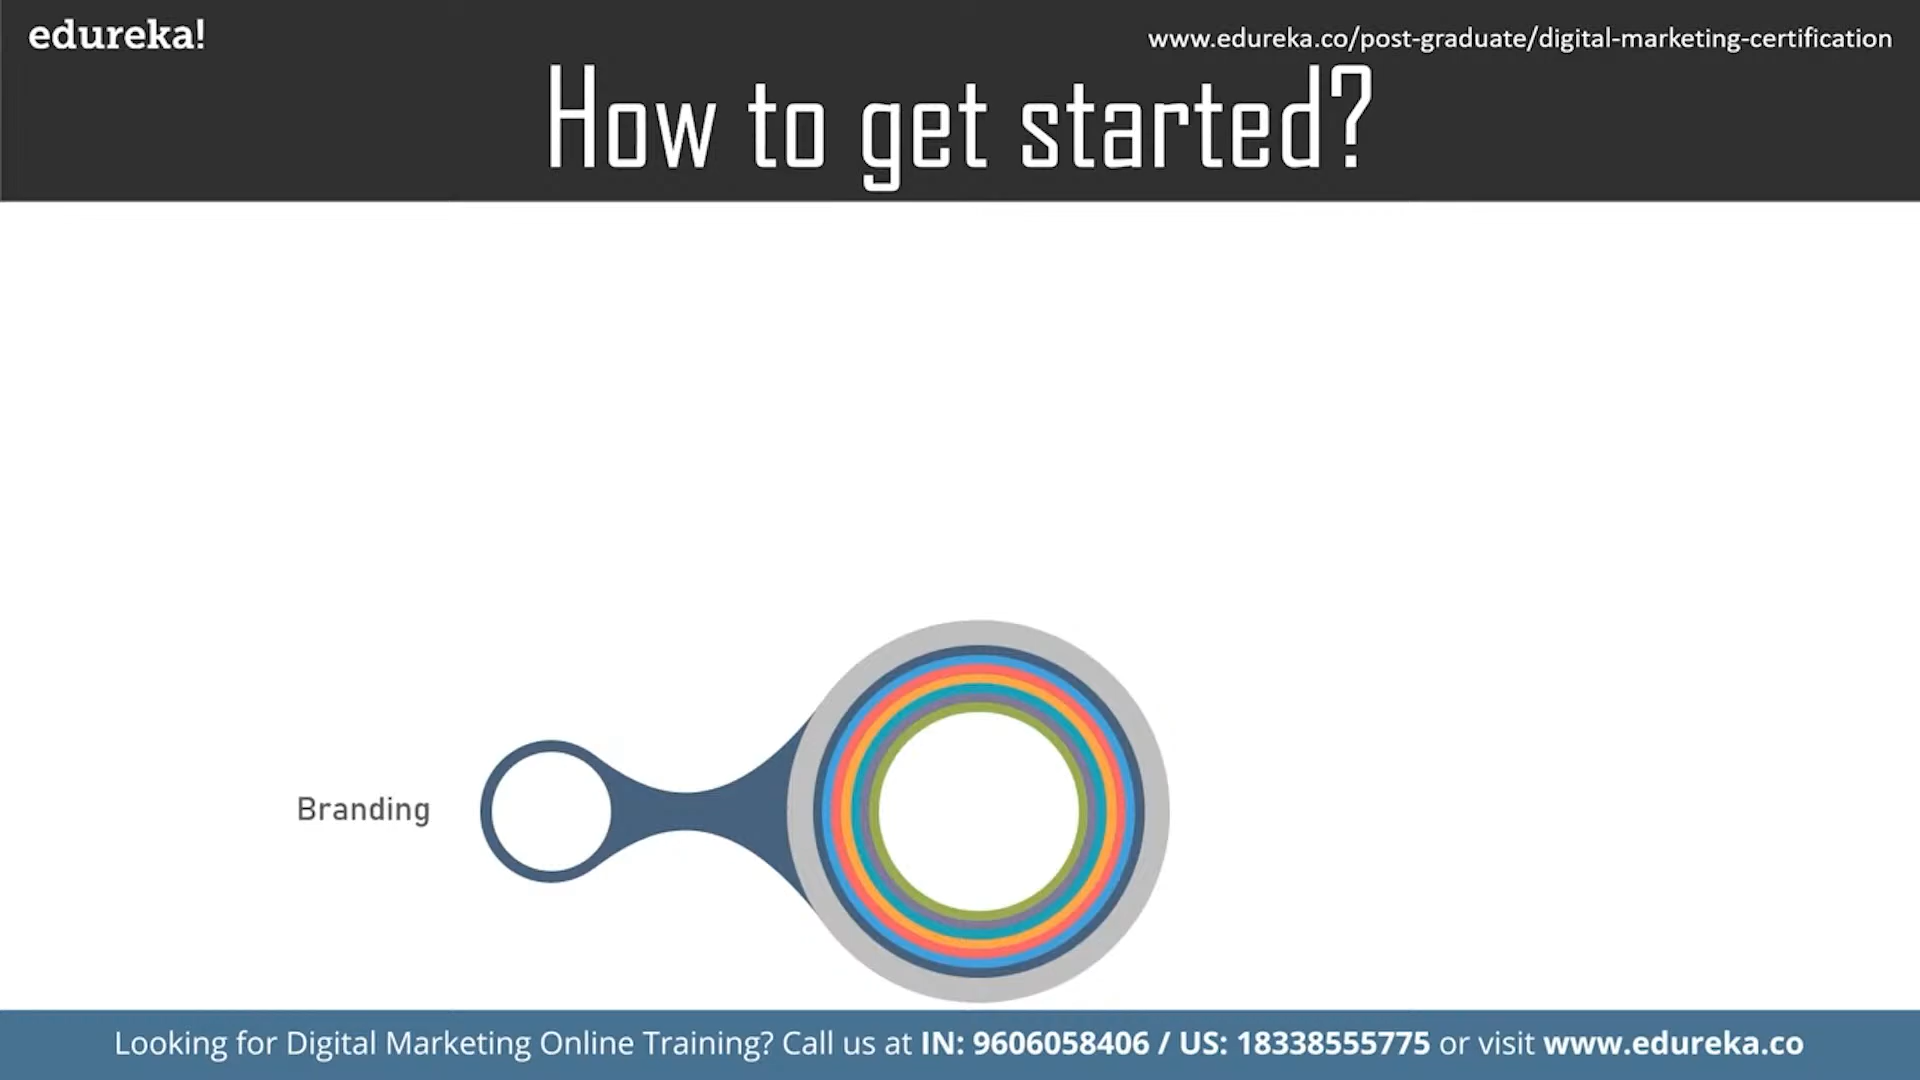 edureka!
www.edureka.co/post-graduate/digital-marketing-certification
How to get started?
Branding
Looking for Digital Marketing Online Training? Call us at IN: 9606058406 / US: 18338555775 or visit www.edureka.co